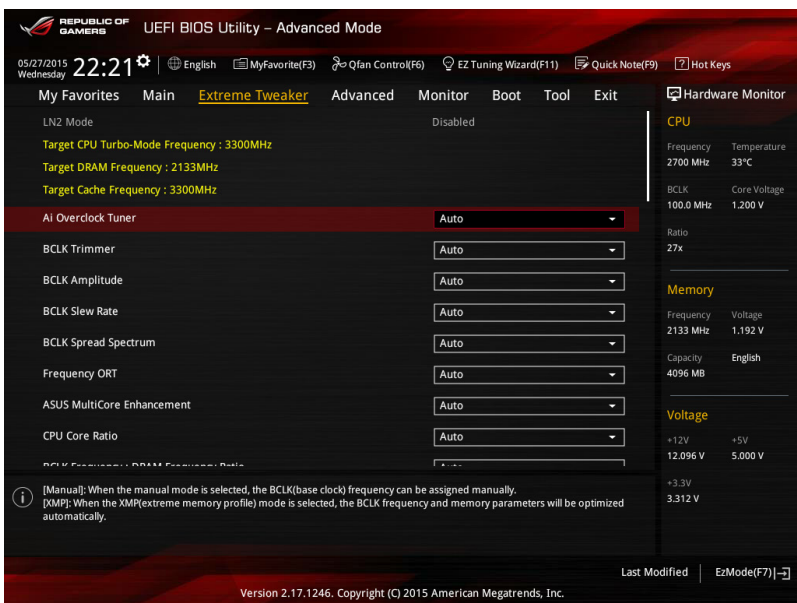 REPUBLIC OF
GAMERS
UEFI BIOS Utility – Advanced Mode
05/27/2015
Wednesday
22:21
English
MyFavorite(F3)
Qfan Control(F6)
EZ Tuning Wizard(F11)
Quick Note(F9)
? Hot Keys
My Favorites Main Extreme Tweaker Advanced Monitor Boot Tool Exit
LN2 Mode Disabled
Target CPU Turbo-Mode Frequency : 3300MHz
Target DRAM Frequency : 2133MHz
Target Cache Frequency : 3300MHz
Ai Overclock Tuner Auto
BCLK Trimmer Auto
BCLK Amplitude Auto
BCLK Slew Rate Auto
BCLK Spread Spectrum Auto
Frequency ORT Auto
ASUS MultiCore Enhancement Auto
CPU Core Ratio Auto
BCLK Frequency : DRAM Frequency Ratio Auto
[Manual]: When the manual mode is selected, the BCLK(base clock) frequency can be assigned manually.
[XMP]: When the XMP(extreme memory profile) mode is selected, the BCLK frequency and memory parameters will be optimized
automatically.
Hardware Monitor
CPU
Frequency Temperature
2700 MHz 33°C
BCLK Core Voltage
100.0 MHz 1.200 V
Ratio
27x
Memory
Frequency Voltage
2133 MHz 1.192 V
Capacity English
4096 MB
Voltage
+12V +5V
12.096 V 5.000 V
+3.3V
3.312 V
Last Modified EzMode(F7)
Version 2.17.1246. Copyright (C) 2015 American Megatrends, Inc.